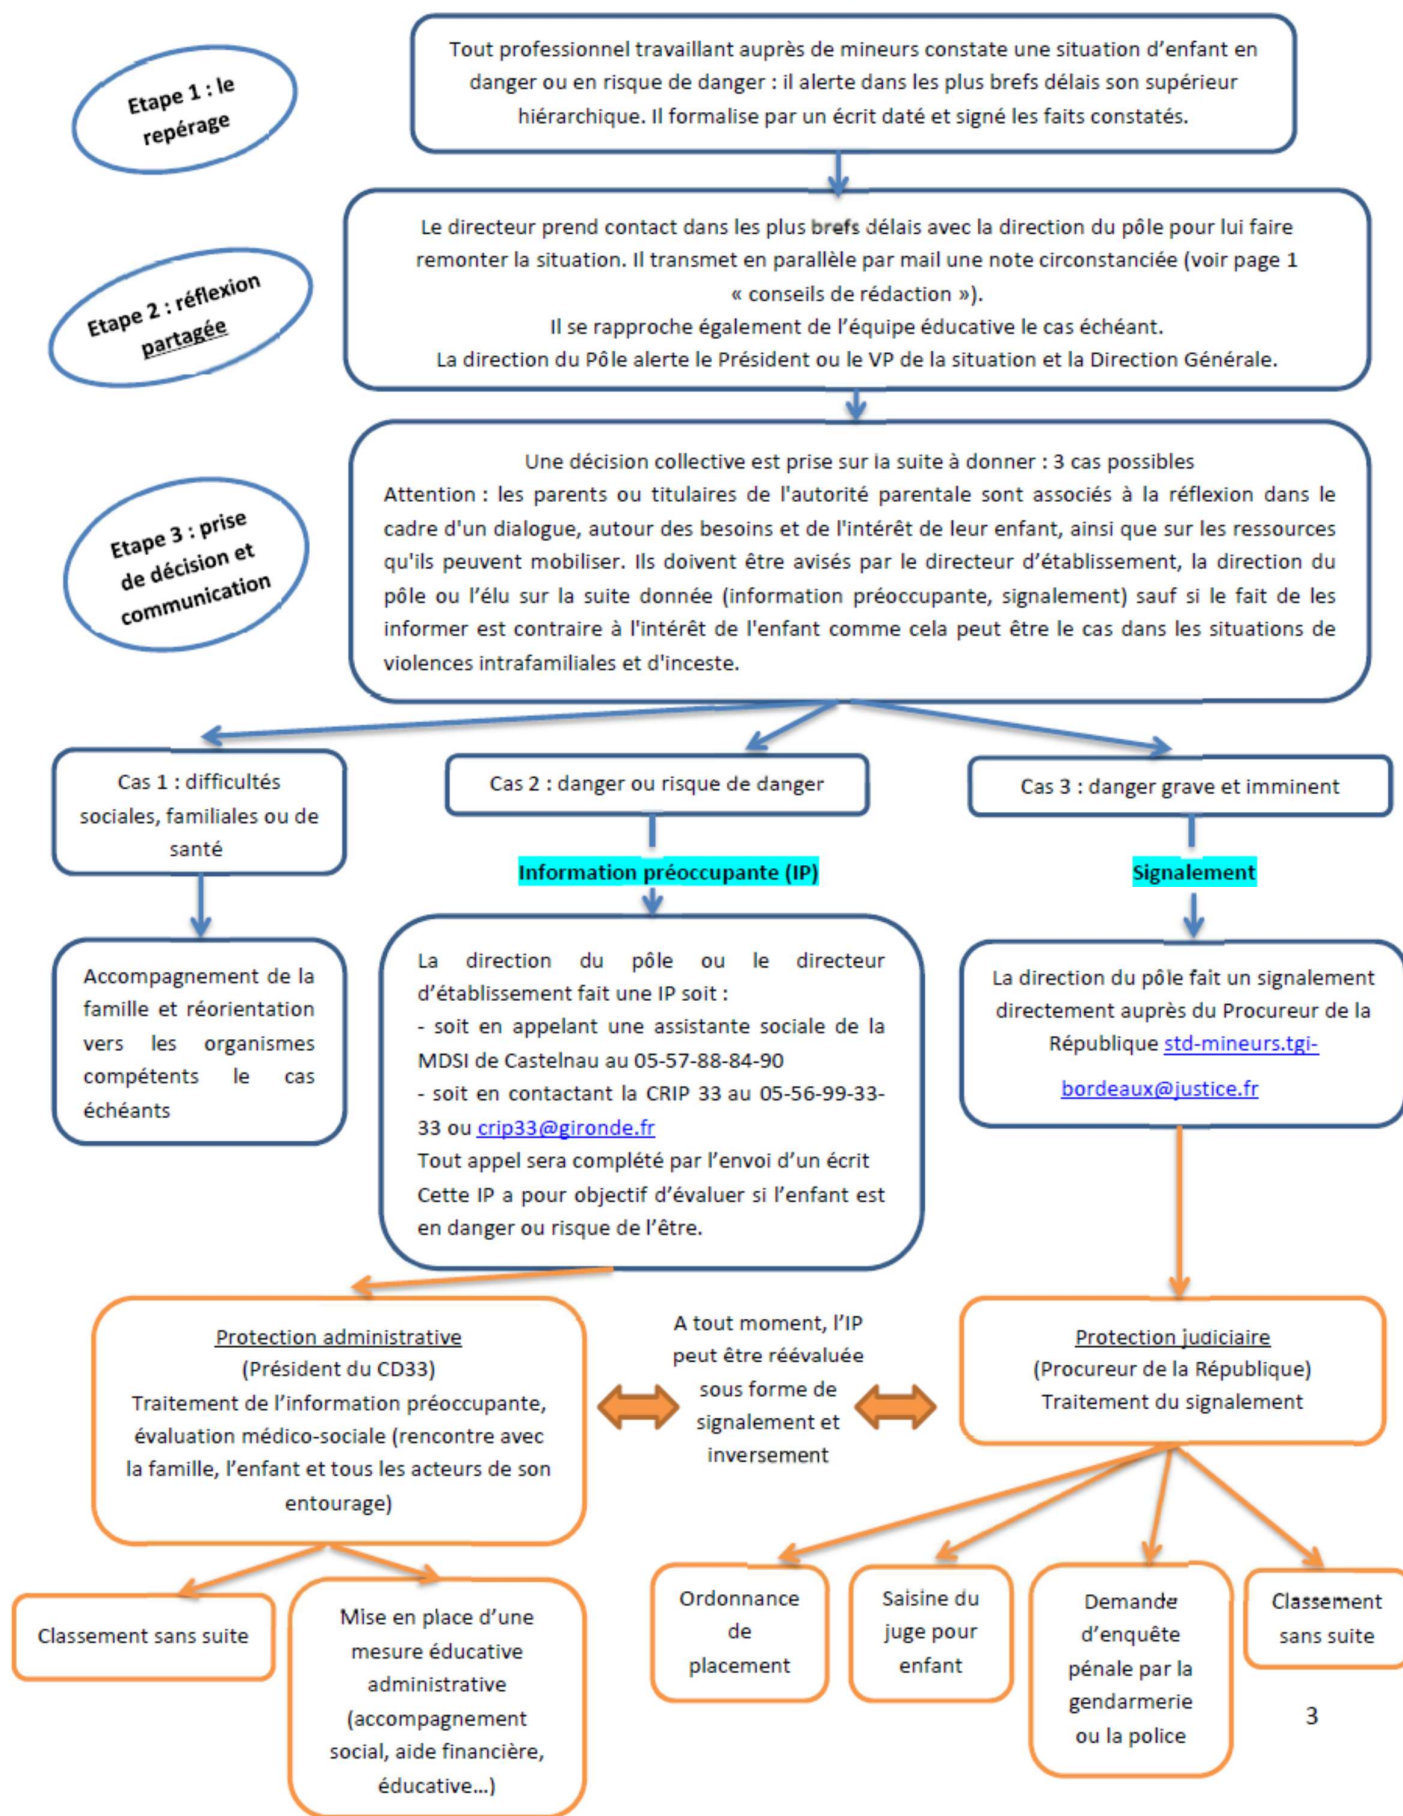 Etape 1 : le
repérage
Tout professionnel travaillant auprès de mineurs constate une situation d’enfant en
danger ou en risque de danger : il alerte dans les plus brefs délais son supérieur
hiérarchique. Il formalise par un écrit daté et signé les faits constatés.
Etape 2 : réflexion
partagée
Le directeur prend contact dans les plus brefs délais avec la direction du pôle pour lui faire
remonter la situation. Il transmet en parallèle par mail une note circonstanciée (voir page 1
« conseils de rédaction »).
Il se rapproche également de l’équipe éducative le cas échéant.
La direction du Pôle alerte le Président ou le VP de la situation et la Direction Générale.
Etape 3 : prise
de décision et
communication
Une décision collective est prise sur la suite à donner : 3 cas possibles
Attention : les parents ou titulaires de l'autorité parentale sont associés à la réflexion dans le
cadre d'un dialogue, autour des besoins et de l'intérêt de leur enfant, ainsi que sur les ressources
qu'ils peuvent mobiliser. Ils doivent être avisés par le directeur d’établissement, la direction du
pôle ou l’élu sur la suite donnée (information préoccupante, signalement) sauf si le fait de les
informer est contraire à l'intérêt de l'enfant comme cela peut être le cas dans les situations de
violences intrafamiliales et d'inceste.
Cas 1 : difficultés
sociales, familiales ou de
santé
Cas 2 : danger ou risque de danger
Cas 3 : danger grave et imminent
Information préoccupante (IP)
Signalement
Accompagnement de la
famille et réorientation
vers les organismes
compétents le cas
échéants
La direction du pôle ou le directeur
d’établissement fait une IP soit :
- soit en appelant une assistante sociale de la
MDSI de Castelnau au 05-57-88-84-90
- soit en contactant la CRIP 33 au 05-56-99-33-
33 ou crip33@gironde.fr
Tout appel sera complété par l’envoi d’un écrit
Cette IP a pour objectif d’évaluer si l’enfant est
en danger ou risque de l’être.
La direction du pôle fait un signalement
directement auprès du Procureur de la
République std-mineurs.tgi-
bordeaux@justice.fr
Protection administrative
(Président du CD33)
Traitement de l’information préoccupante,
évaluation médico-sociale (rencontre avec
la famille, l’enfant et tous les acteurs de son
entourage)
A tout moment, l’IP
peut être réévaluée
sous forme de
signalement et
inversement
Protection judiciaire
(Procureur de la République)
Traitement du signalement
Classement sans suite
Mise en place d’une
mesure éducative
administrative
(accompagnement
social, aide financière,
éducative…)
Ordonnance
de
placement
Saisine du
juge pour
enfant
Demande
d’enquête
pénale par la
gendarmerie
ou la police
Classement
sans suite
3